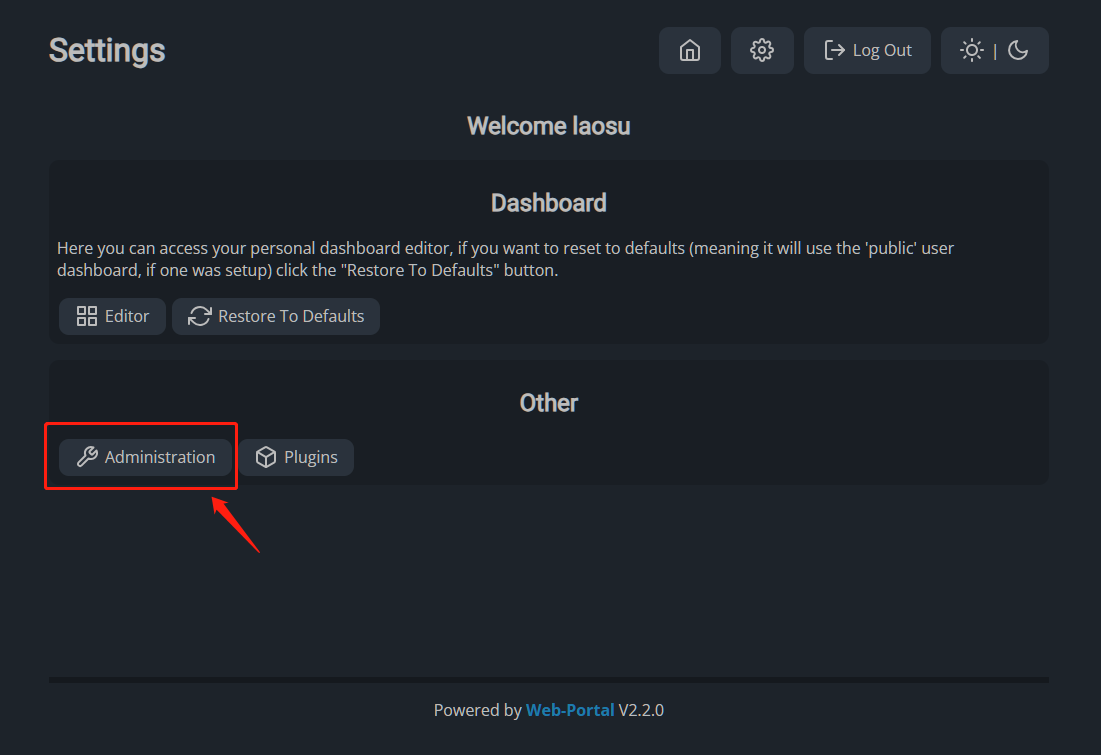 Settings
Log Out
|
Welcome laosu
Dashboard
Here you can access your personal dashboard editor, if you want to reset to defaults (meaning it will use the 'public' user
dashboard, if one was setup) click the "Restore To Defaults" button.
Editor
Restore To Defaults
Other
Administration
Plugins
Powered by Web-Portal V2.2.0